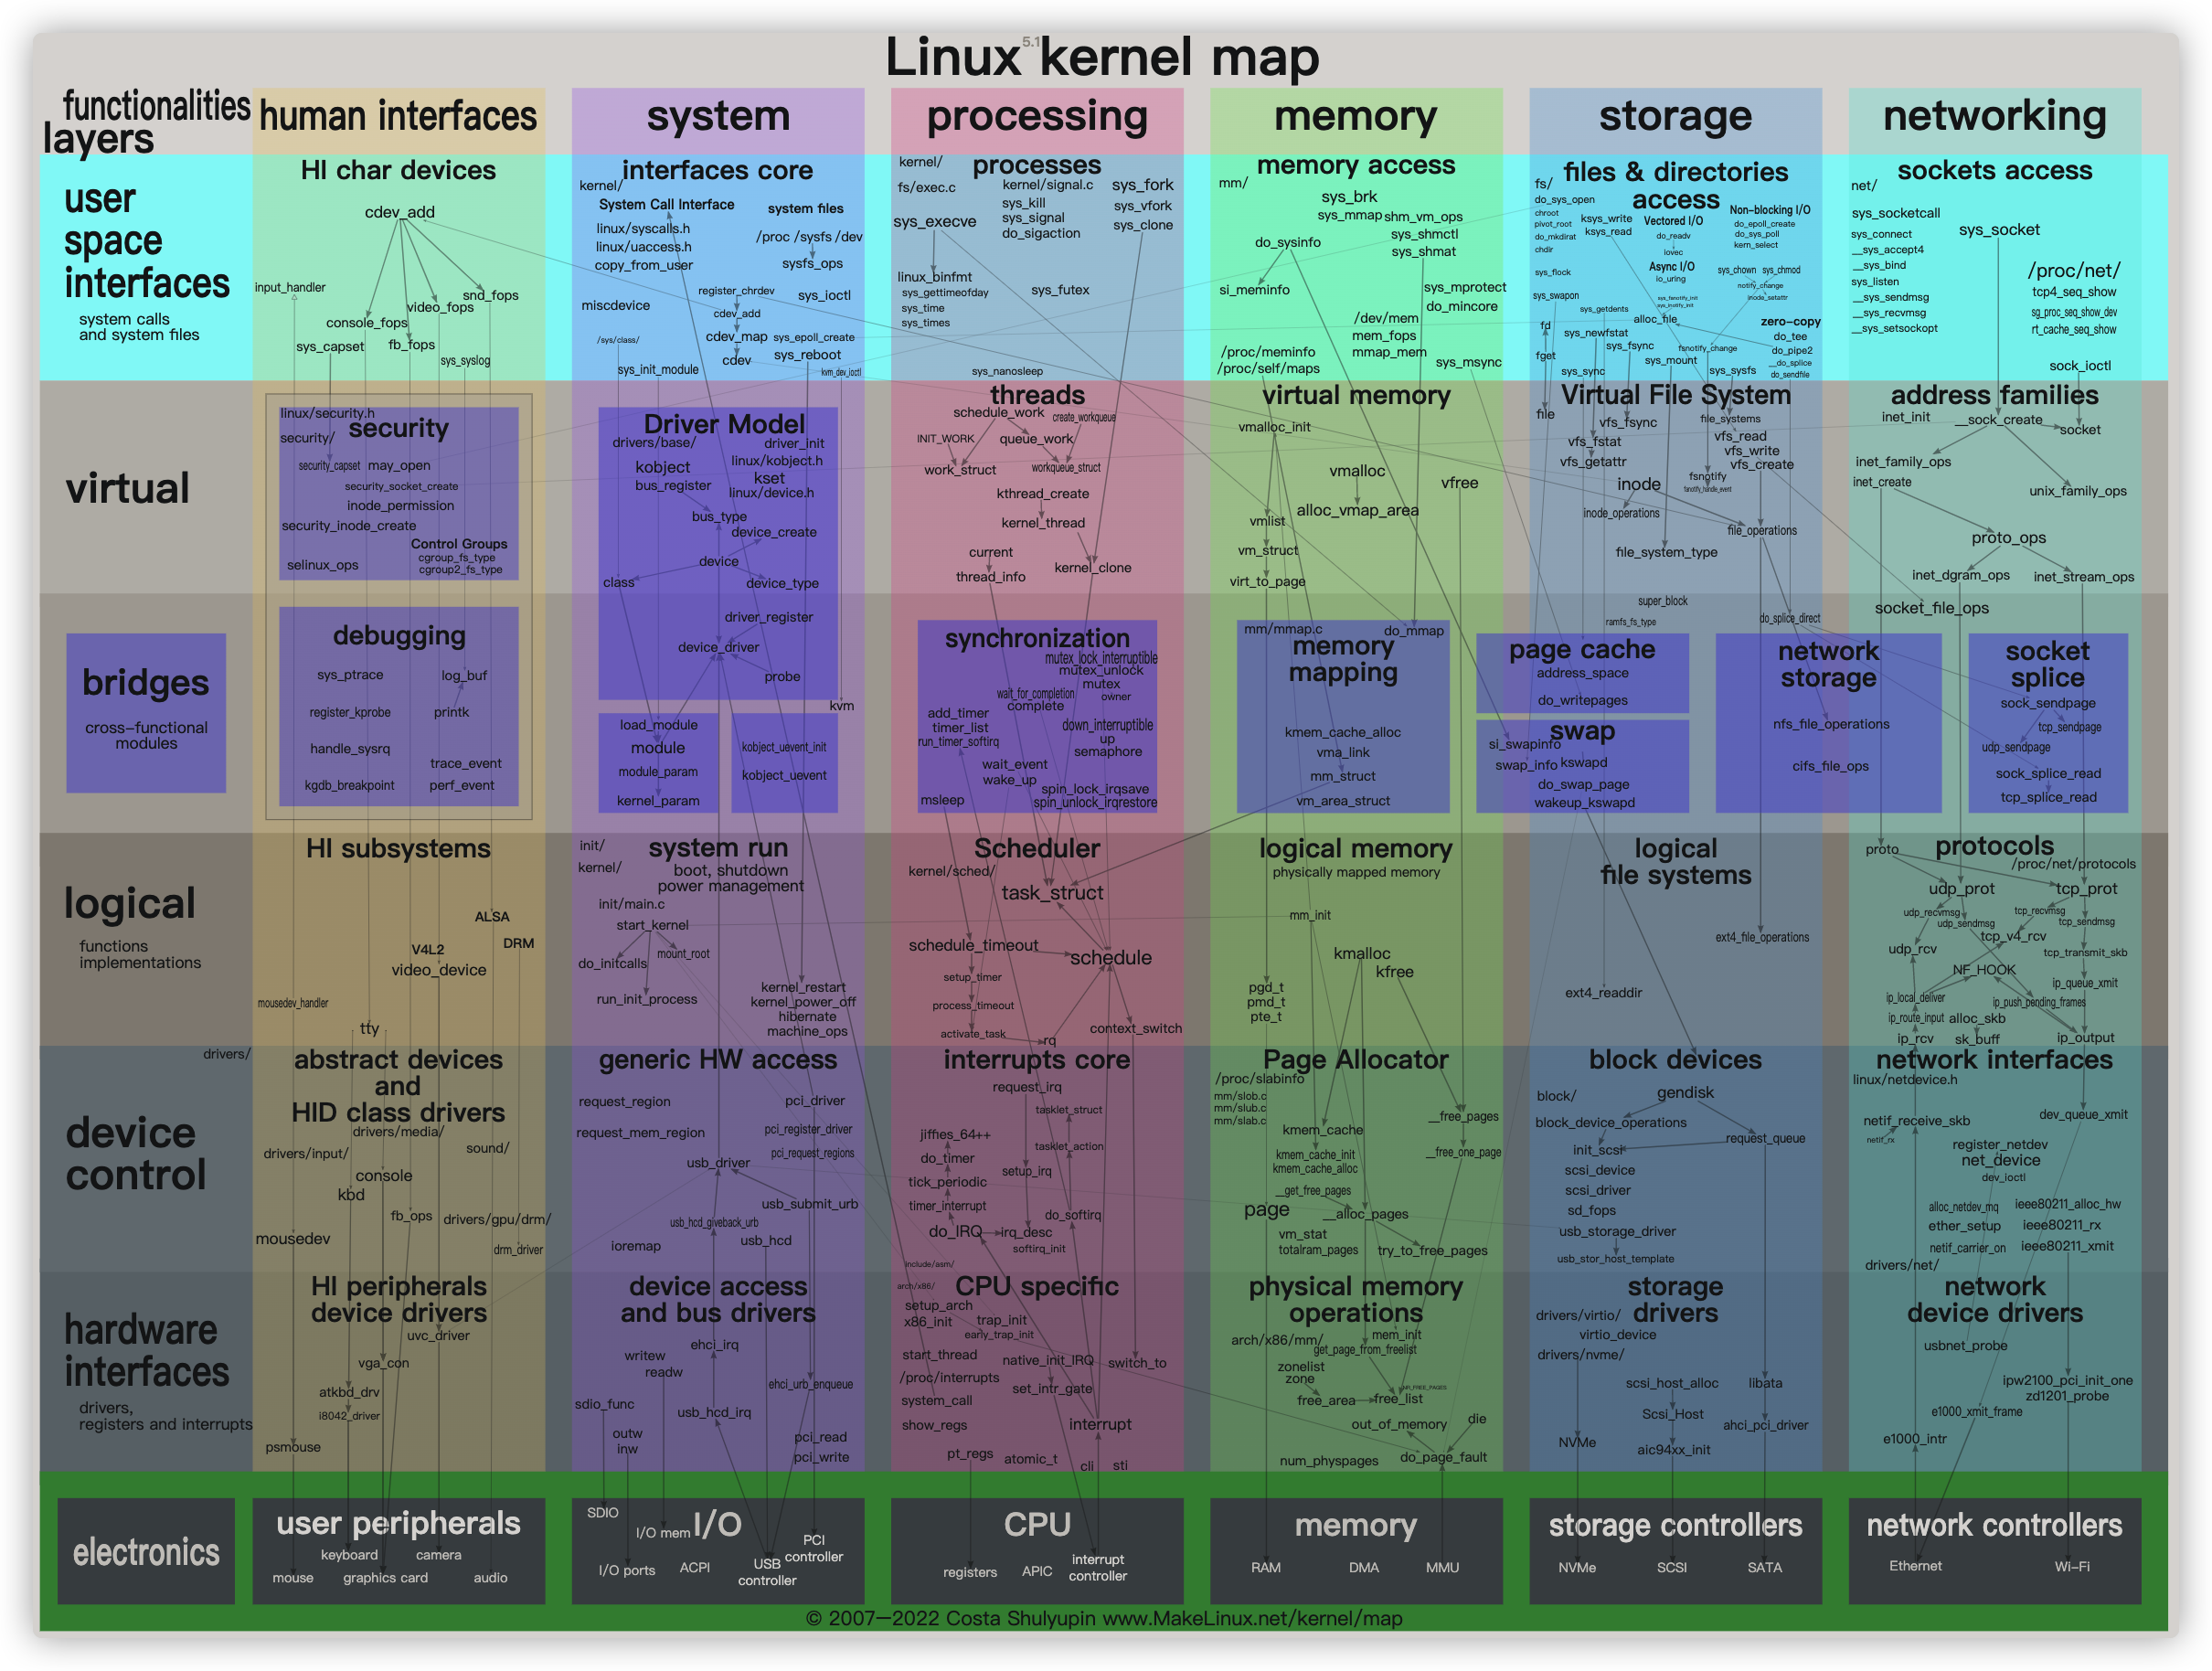 Linux 5.1 kernel map
functionalities
layers
human interfaces
system
processing
memory
storage
networking
user
space
interfaces
system calls
and system files
HI char devices
cdev_add
input_handler
snd_fops
video_fops
console_fops
sys_capset
fb_fops
sys_syslog
interfaces core
kernel/
System Call Interface
system files
linux/syscalls.h
linux/uaccess.h
copy_from_user
/proc /sysfs /dev
sysfs_ops
register_chrdev
sys_ioctl
miscdevice
cdev_add
cdev_map
sys_epoll_create
/sys/class/
cdev
sys_reboot
sys_init_module
kvm_dev_ioctl
processes
kernel/
fs/exec.c
kernel/signal.c
sys_fork
sys_kill
sys_vfork
sys_signal
sys_execve
do_sigaction
sys_clone
linux_binfmt
sys_gettimeofday
sys_futex
sys_time
sys_times
sys_nanosleep
memory access
mm/
sys_brk
sys_mmap
shm_vm_ops
sys_shmctl
do_sysinfo
sys_shmat
si_meminfo
sys_mprotect
do_mincore
/dev/mem
mem_fops
/proc/meminfo
mmap_mem
/proc/self/maps
sys_msync
files & directories
access
fs/
do_sys_open
chroot
pivot_root
do_mkdirat
chdir
ksys_write
ksys_read
Vectored I/O
do_readv
iovec
Non-blocking I/O
do_epoll_create
do_sys_poll
kern_select
Async I/O
io_uring
sys_flock
sys_chown
sys_chmod
notify_change
inode_setattr
sys_swapon
sys_fanotify_init
sys_inotify_init
sys_getdents
alloc_file
zero-copy
fd
sys_newfstat
do_tee
sys_fsync
fsnotify_change
do_pipe2
fget
sys_mount
__do_splice
sys_sync
sys_sysfs
do_sendfile
sockets access
net/
sys_socketcall
sys_connect
sys_socket
__sys_accept4
__sys_bind
/proc/net/
sys_listen
tcp4_seq_show
__sys_sendmsg
__sys_recvmsg
sg_proc_seq_show_dev
__sys_setsockopt
rt_cache_seq_show
sock_ioctl
virtual
linux/security.h
security/
security
security_capset
may_open
security_socket_create
inode_permission
security_inode_create
Control Groups
cgroup_fs_type
selinux_ops
cgroup2_fs_type
Driver Model
drivers/base/
driver_init
linux/kobject.h
kobject
kset
bus_register
linux/device.h
bus_type
device_create
device
class
device_type
driver_register
device_driver
probe
kvm
threads
schedule_work
create_workqueue
INIT_WORK
queue_work
work_struct
workqueue_struct
kthread_create
kernel_thread
current
kernel_clone
thread_info
virtual memory
vmalloc_init
vmalloc
vfree
alloc_vmap_area
vmlist
vm_struct
virt_to_page
Virtual File System
file
vfs_fsync
file_systems
vfs_fstat
vfs_read
vfs_write
vfs_getattr
vfs_create
fsnotify
inode
fanotify_handle_event
inode_operations
file_operations
file_system_type
super_block
ramfs_fs_type
do_splice_direct
address families
inet_init
__sock_create
socket
inet_family_ops
inet_create
unix_family_ops
proto_ops
inet_dgram_ops
inet_stream_ops
socket_file_ops
bridges
cross-functional
modules
debugging
sys_ptrace
log_buf
register_kprobe
printk
handle_sysrq
trace_event
kgdb_breakpoint
perf_event
load_module
module
module_param
kernel_param
kobject_uevent_init
kobject_uevent
synchronization
mutex_lock_interruptible
mutex_unlock
mutex
owner
wait_for_completion
complete
add_timer
timer_list
down_interruptible
run_timer_softirq
up
semaphore
wait_event
wake_up
spin_lock_irqsave
msleep
spin_unlock_irqrestore
mm/mmap.c
do_mmap
memory
mapping
kmem_cache_alloc
vma_link
mm_struct
vm_area_struct
page cache
address_space
do_writepages
swap
si_swapinfo
swap_info
kswapd
do_swap_page
wakeup_kswapd
network
storage
nfs_file_operations
cifs_file_ops
socket
splice
sock_sendpage
tcp_sendpage
udp_sendpage
sock_splice_read
tcp_splice_read
logical
functions
implementations
HI subsystems
ALSA
DRM
V4L2
video_device
mousedev_handler
tty
init/
kernel/
system run
boot, shutdown
power management
init/main.c
start_kernel
mount_root
do_initcalls
run_init_process
kernel_restart
kernel_power_off
hibernate
machine_ops
Scheduler
kernel/sched/
task_struct
schedule_timeout
schedule
setup_timer
process_timeout
activate_task
context_switch
rq
logical memory
physically mapped memory
mm_init
kmalloc
kfree
pgd_t
pmd_t
pte_t
logical
file systems
ext4_file_operations
ext4_readdir
proto
protocols
/proc/net/protocols
udp_prot
tcp_prot
udp_recvmsg
tcp_recvmsg
udp_sendmsg
tcp_sendmsg
tcp_v4_rcv
udp_rcv
tcp_transmit_skb
NF_HOOK
ip_queue_xmit
ip_local_deliver
ip_push_pending_frames
ip_route_input
alloc_skb
ip_rcv
sk_buff
ip_output
device
control
drivers/
abstract devices
and
HID class drivers
drivers/media/
drivers/input/
sound/
console
kbd
fb_ops
drivers/gpu/drm/
mousedev
drm_driver
generic HW access
request_region
pci_driver
request_mem_region
pci_register_driver
pci_request_regions
usb_driver
usb_submit_urb
usb_hcd_giveback_urb
usb_hcd
ioremap
interrupts core
request_irq
tasklet_struct
jiffies_64++
tasklet_action
do_timer
setup_irq
tick_periodic
timer_interrupt
do_softirq
do_IRQ
irq_desc
softirq_init
include/asm/
Page Allocator
/proc/slabinfo
mm/slob.c
mm/slub.c
mm/slab.c
__free_pages
kmem_cache
kmem_cache_init
__free_one_page
kmem_cache_alloc
__get_free_pages
page
__alloc_pages
vm_stat
totalram_pages
try_to_free_pages
block devices
block/
gendisk
block_device_operations
request_queue
init_scsi
scsi_device
scsi_driver
sd_fops
usb_storage_driver
usb_stor_host_template
network interfaces
linux/netdevice.h
dev_queue_xmit
netif_receive_skb
netif_rx
register_netdev
net_device
dev_ioctl
alloc_netdev_mq
ieee80211_alloc_hw
ether_setup
ieee80211_rx
netif_carrier_on
ieee80211_xmit
drivers/net/
hardware
interfaces
drivers,
registers and interrupts
HI peripherals
device drivers
uvc_driver
vga_con
atkbd_drv
i8042_driver
psmouse
device access
and bus drivers
ehci_irq
writew
readw
ehci_urb_enqueue
sdio_func
usb_hcd_irq
outw
inw
pci_read
pci_write
arch/x86/
CPU specific
setup_arch
x86_init
trap_init
early_trap_init
start_thread
native_init_IRQ
switch_to
/proc/interrupts
set_intr_gate
system_call
show_regs
interrupt
pt_regs
atomic_t
cli
sti
physical memory
operations
arch/x86/mm/
mem_init
get_page_from_freelist
zonelist
zone
NR_FREE_PAGES
free_area
free_list
out_of_memory
die
num_physpages
do_page_fault
storage
drivers
drivers/virtio/
virtio_device
drivers/nvme/
scsi_host_alloc
libata
Scsi_Host
ahci_pci_driver
NVMe
aic94xx_init
network
device drivers
usbnet_probe
ipw2100_pci_init_one
zd1201_probe
e1000_xmit_frame
e1000_intr
electronics
user peripherals
keyboard
camera
mouse
graphics card
audio
SDIO
I/O mem
I/O
PCI
controller
I/O ports
ACPI
USB
controller
CPU
registers
APIC
interrupt
controller
memory
RAM
DMA
MMU
storage controllers
NVMe
SCSI
SATA
network controllers
Ethernet
Wi-Fi
© 2007—2022 Costa Shulyupin www.MakeLinux.net/kernel/map